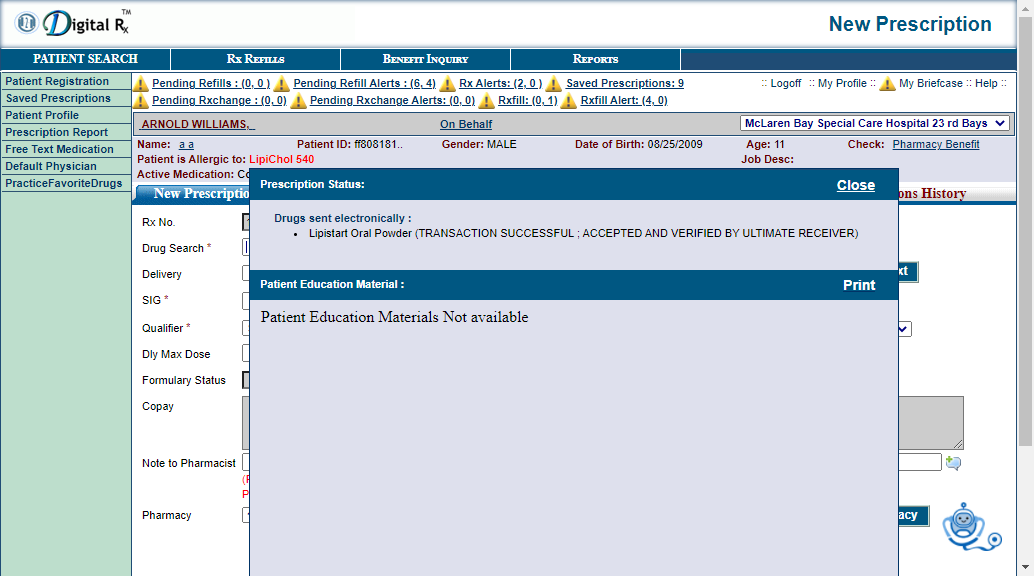 Digital Rx TM
New Prescription
PATIENT SEARCH RX REFILLS BENEFIT INQUIRY REPORTS
Patient Registration
Saved Prescriptions
Patient Profile
Prescription Report
Free Text Medication
Default Physician
PracticeFavoriteDrugs
Pending Refills : (0, 0 ) Pending Refill Alerts : (6, 4) Rx Alerts: (2, 0 ) Saved Prescriptions: 9 :: Logoff :: My Profile :: My Briefcase :: Help ::
Pending Rxchange : (0, 0) Pending Rxchange Alerts: (0, 0) Rxfill: (0, 1) Rxfill Alert: (4, 0)
ARNOLD WILLIAMS, On Behalf McLaren Bay Special Care Hospital 23 rd Bays
Name: a a Patient ID: ff808181.. Gender: MALE Date of Birth: 08/25/2009 Age: 11 Check: Pharmacy Benefit
Patient is Allergic to: LipiChol 540 Job Desc:
Active Medication: Co
New Prescriptio ons History
Prescription Status: Close
Drugs sent electronically :
• Lipistart Oral Powder (TRANSACTION SUCCESSFUL ; ACCEPTED AND VERIFIED BY ULTIMATE RECEIVER)
Patient Education Material : Print
Patient Education Materials Not available
Rx No.
Drug Search *
Delivery xt
SIG *
Qualifier *
Dly Max Dose
Formulary Status
Copay
Note to Pharmacist
(F
P
Pharmacy acy